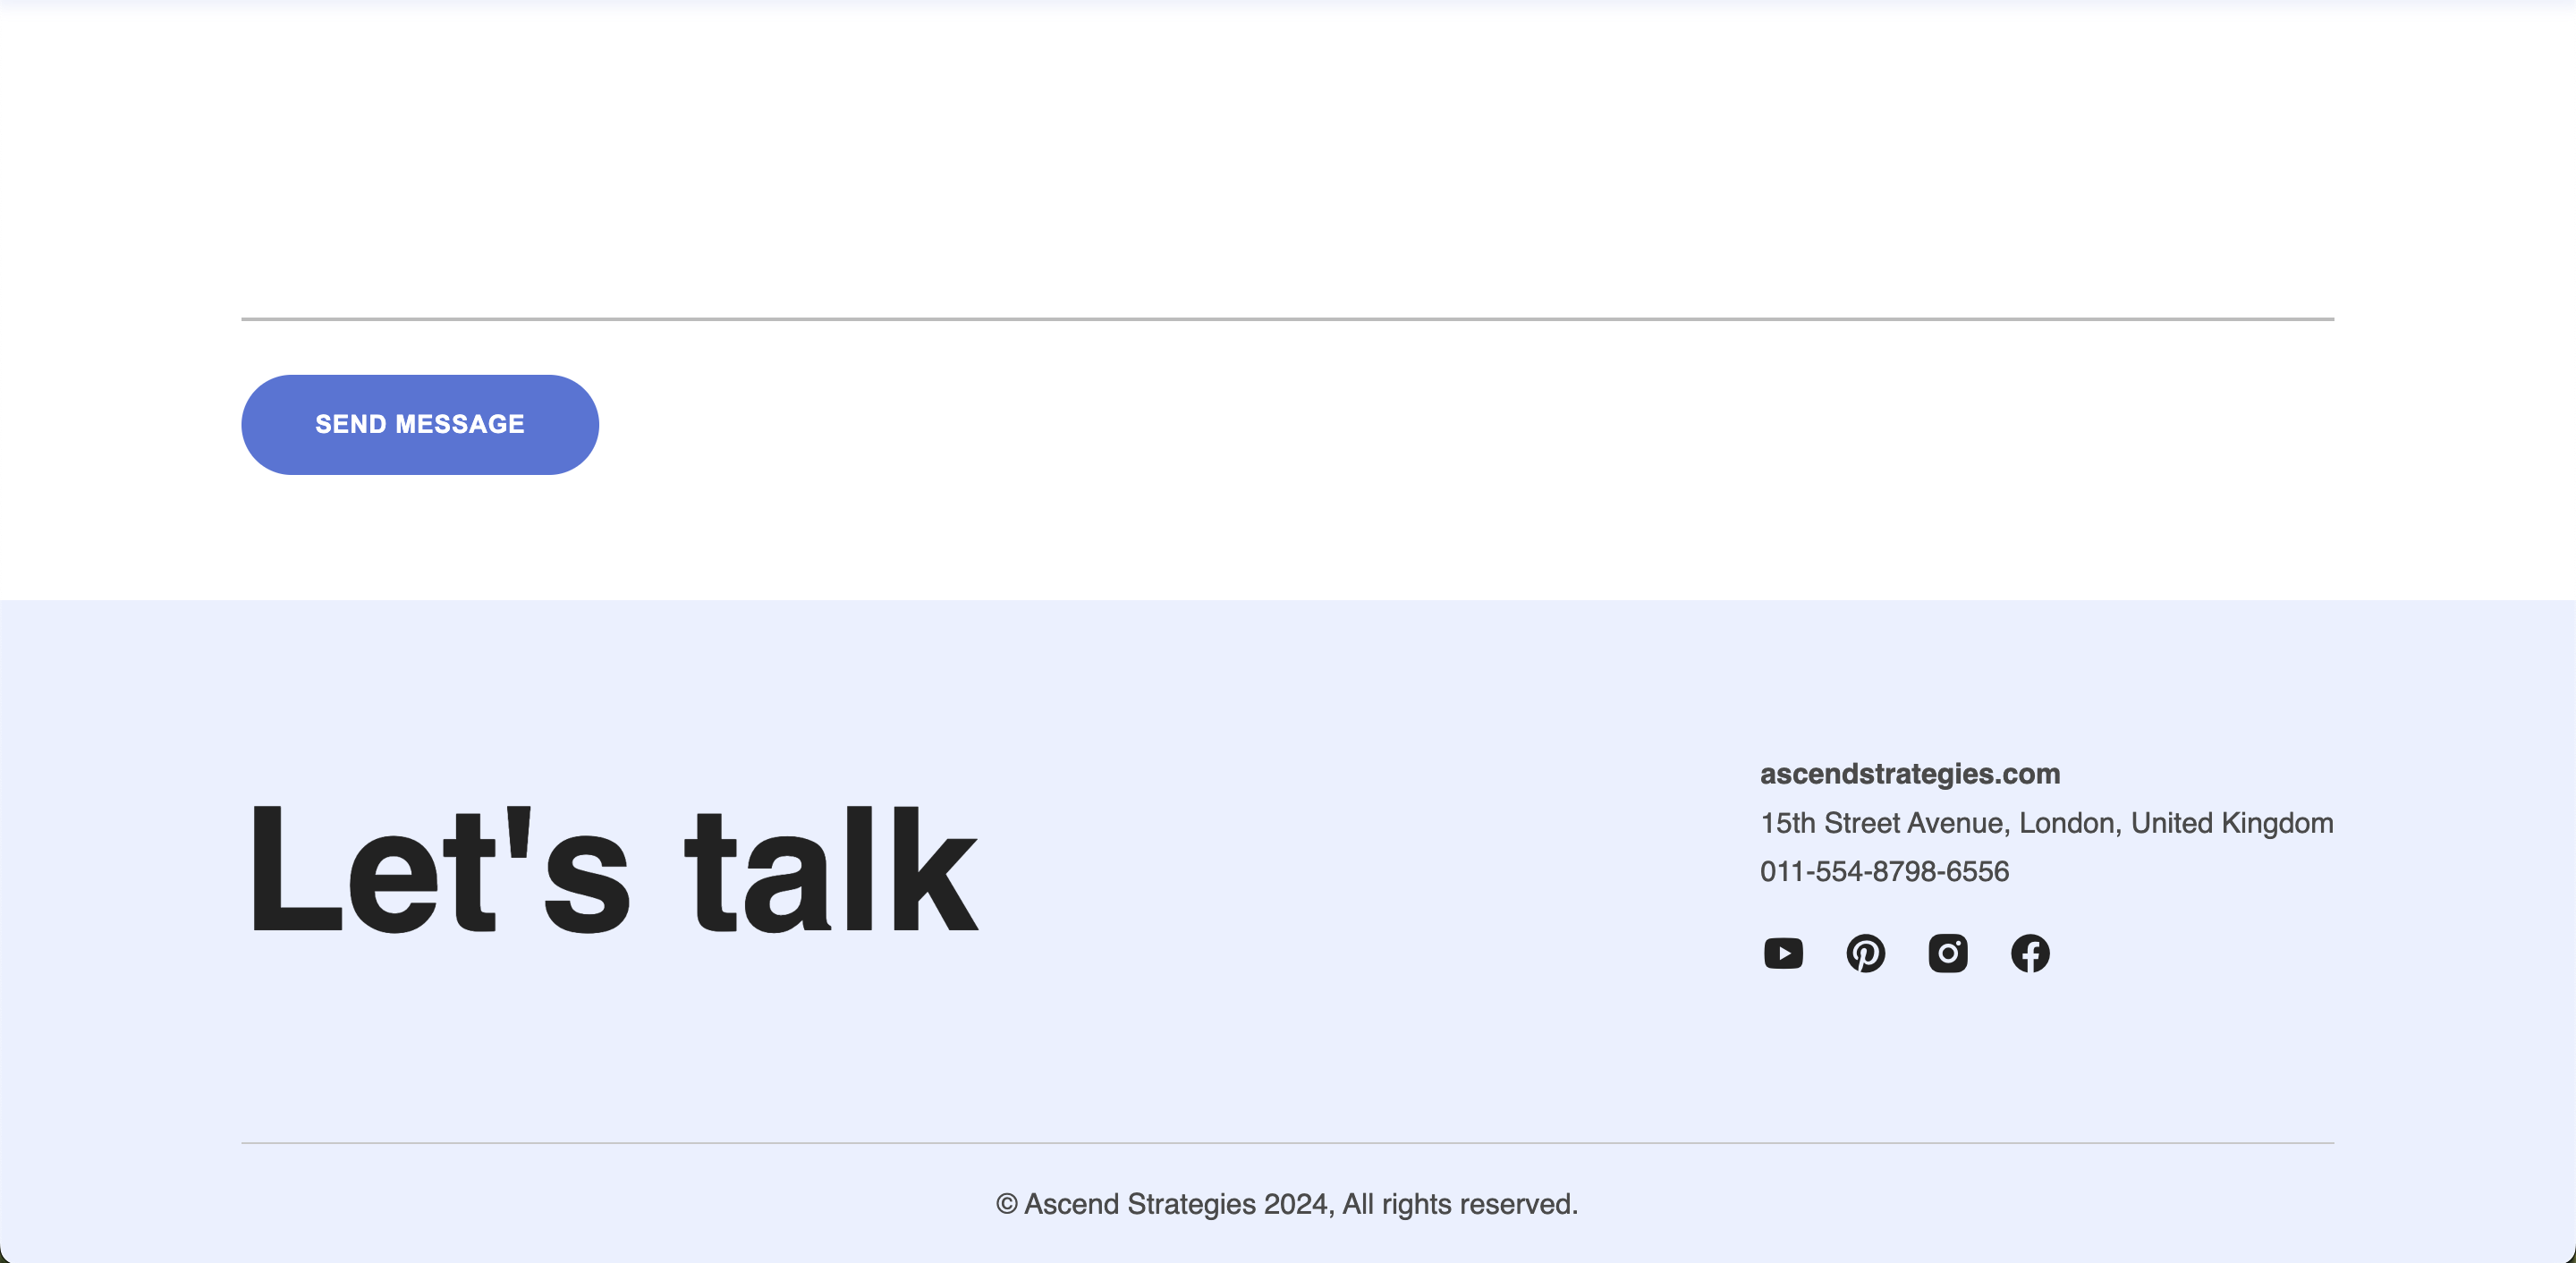 SEND MESSAGE
Let's talk
ascendstrategies.com
15th Street Avenue, London, United Kingdom
011-554-8798-6556
© Ascend Strategies 2024, All rights reserved.